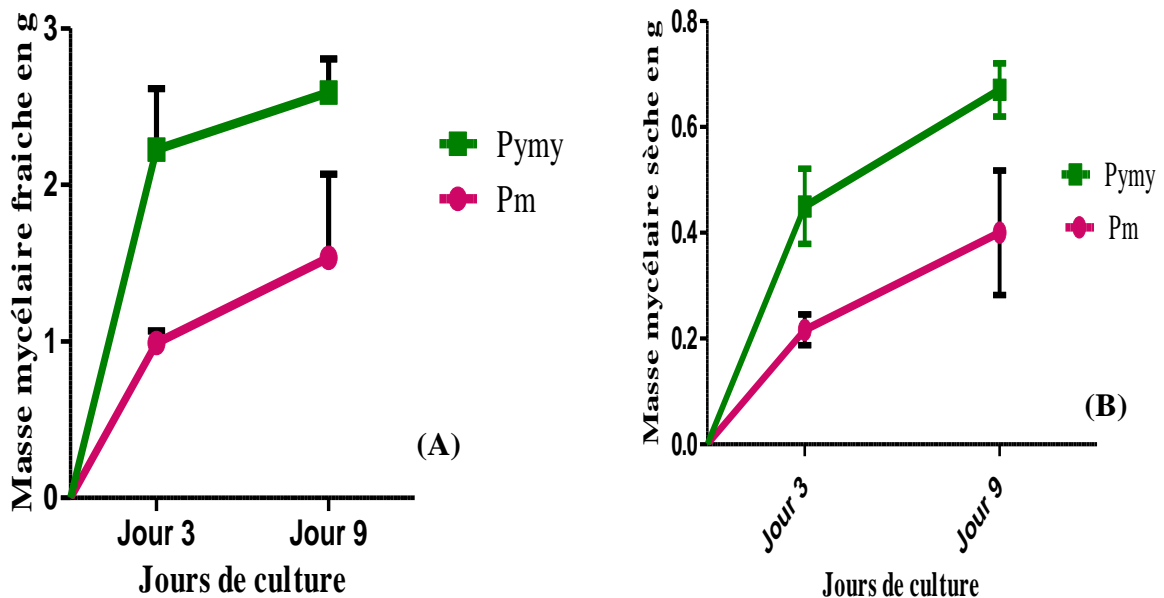 Masse mycélaire fraiche en g
3
2
1
0
Jour 3
Jour 9
Jours de culture
Pymy
Pm
(A)
Masse mycélaire sèche en g
0.8
0.6
0.4
0.2
0.0
Jour 3
Jour 9
Jours de culture
Pymy
Pm
(B)